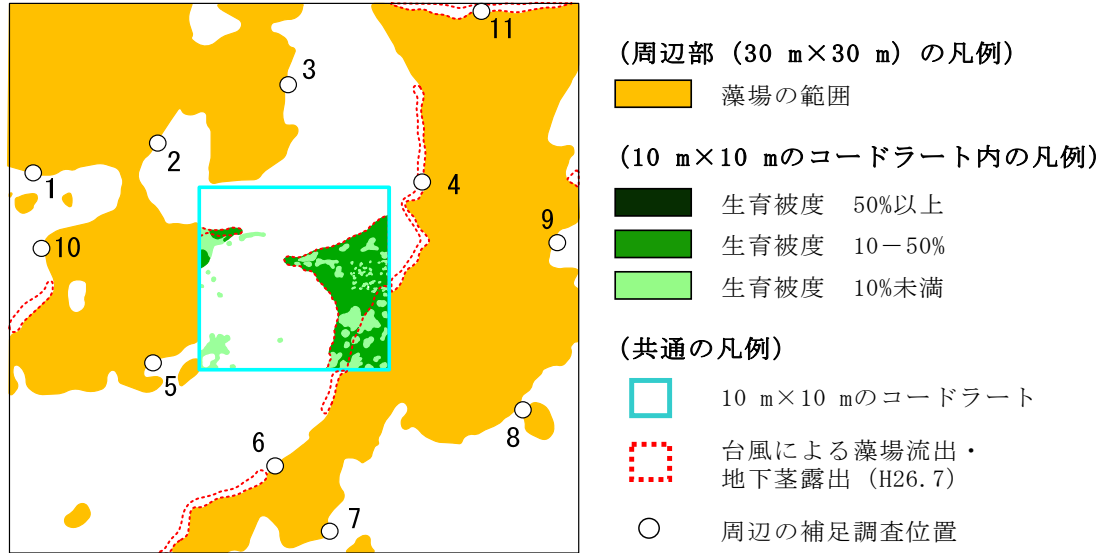 11
3
2
1
4
9
10
5
8
6
7
(周辺部 (30 m×30 m) の凡例)
藻場の範囲
(10 m×10 mのコードラート内の凡例)
生育被度 50%以上
生育被度 10－50%
生育被度 10%未満
(共通の凡例)
10 m×10 mのコードラート
台風による藻場流出・
地下茎露出 (H26.7)
周辺の補足調査位置